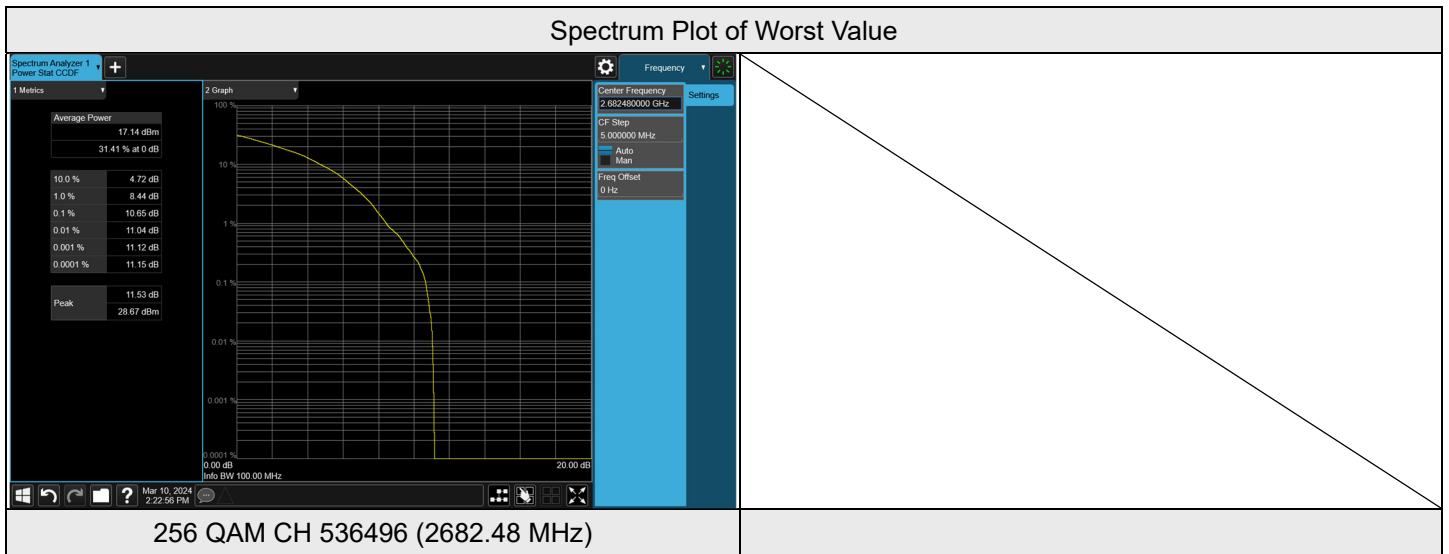 Spectrum Plot of Worst Value
Spectrum Analyzer 1
Power Stat CCDF
Frequency
1 Metrics
2 Graph
Average Power
17.14 dBm
31.41 % at 0 dB
10.0 % 4.72 dB
1.0 % 8.44 dB
0.1 % 10.65 dB
0.01 % 11.04 dB
0.001 % 11.12 dB
0.0001 % 11.15 dB
Peak
11.53 dB
28.67 dBm
100 %
10 %
1 %
0.1 %
0.01 %
0.001 %
0.0001 %
0.00 dB 20.00 dB
Info BW 100.00 MHz
Center Frequency
2.682480000 GHz
Settings
CF Step
5.000000 MHz
Auto
Man
Freq Offset
0 Hz
?
Mar 10, 2024
2:22:56 PM
256 QAM CH 536496 (2682.48 MHz)